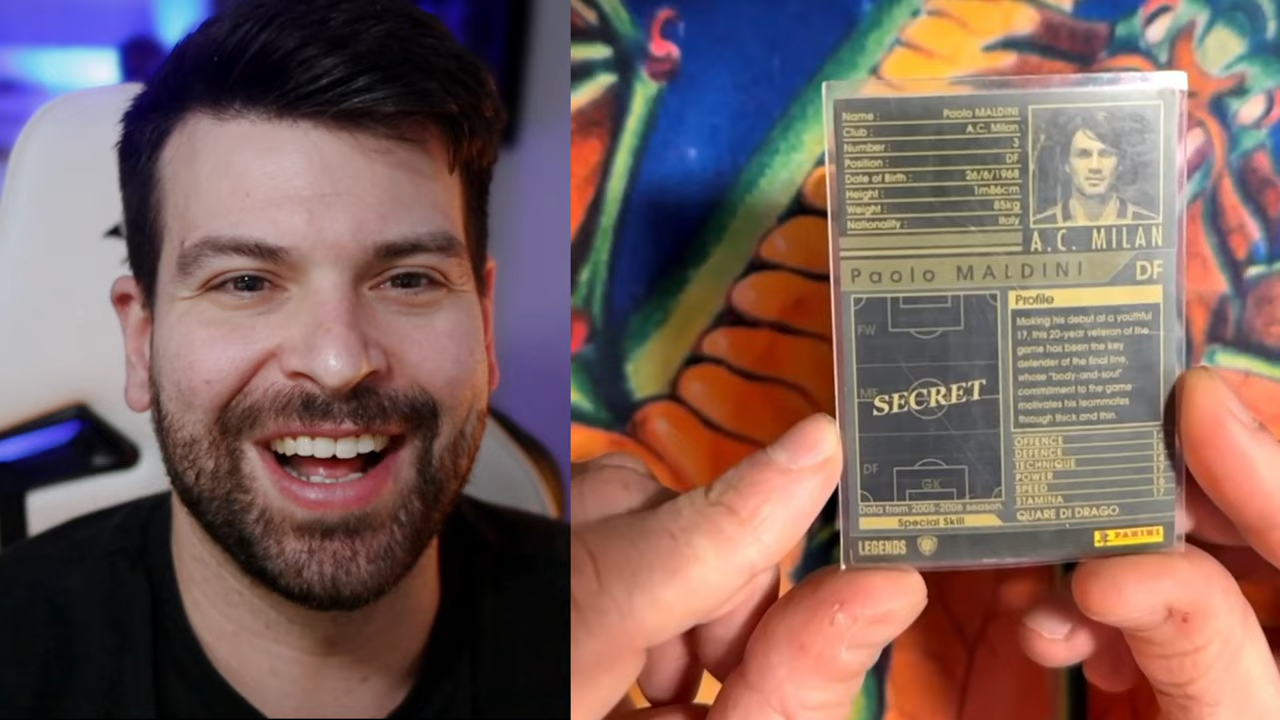 Name : Paolo MALDINI
Club : A.C. Milan
Number : 3
Position : DF
Date of Birth : 26/6/1968
Height : 1m86cm
Weight : 85kg
Nationality : Italy
A.C. MILAN
Paolo MALDINI DF
Profile
Making his debut at a youthful
17, this 20-year veteran of the
game has been the key
defender of the final line,
whose "body-and-soul"
commitment to the game
motivates his teammates
through thick and thin.
FW
MF
SECRET
DF
GK
OFFENCE
DEFENCE
TECHNIQUE
POWER
SPEED 16
STAMINA 17
Data from 2005-2006 season.
Special Skill QUARE DI DRAGO
LEGENDS
PANINI